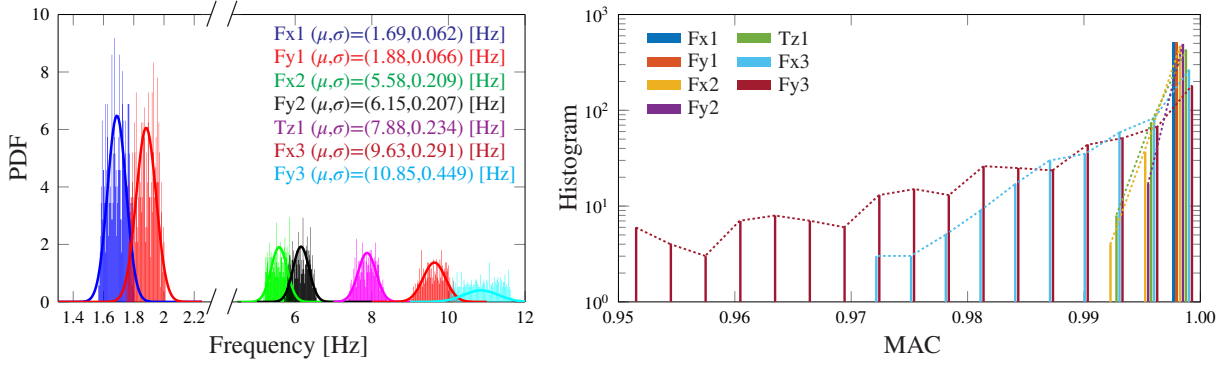 10
8
6
4
2
0
PDF
Fx1 (μ,σ)=(1.69,0.062) [Hz]
Fy1 (μ,σ)=(1.88,0.066) [Hz]
Fx2 (μ,σ)=(5.58,0.209) [Hz]
Fy2 (μ,σ)=(6.15,0.207) [Hz]
Tz1 (μ,σ)=(7.88,0.234) [Hz]
Fx3 (μ,σ)=(9.63,0.291) [Hz]
Fy3 (μ,σ)=(10.85,0.449) [Hz]
1.4 1.6 1.8 2 2.2 6 8 10 12
Frequency [Hz]
10³
10²
10¹
10⁰
Histogram
Fx1 Tz1
Fy1 Fx3
Fx2 Fy3
Fy2
0.95 0.96 0.97 0.98 0.99 1.00
MAC